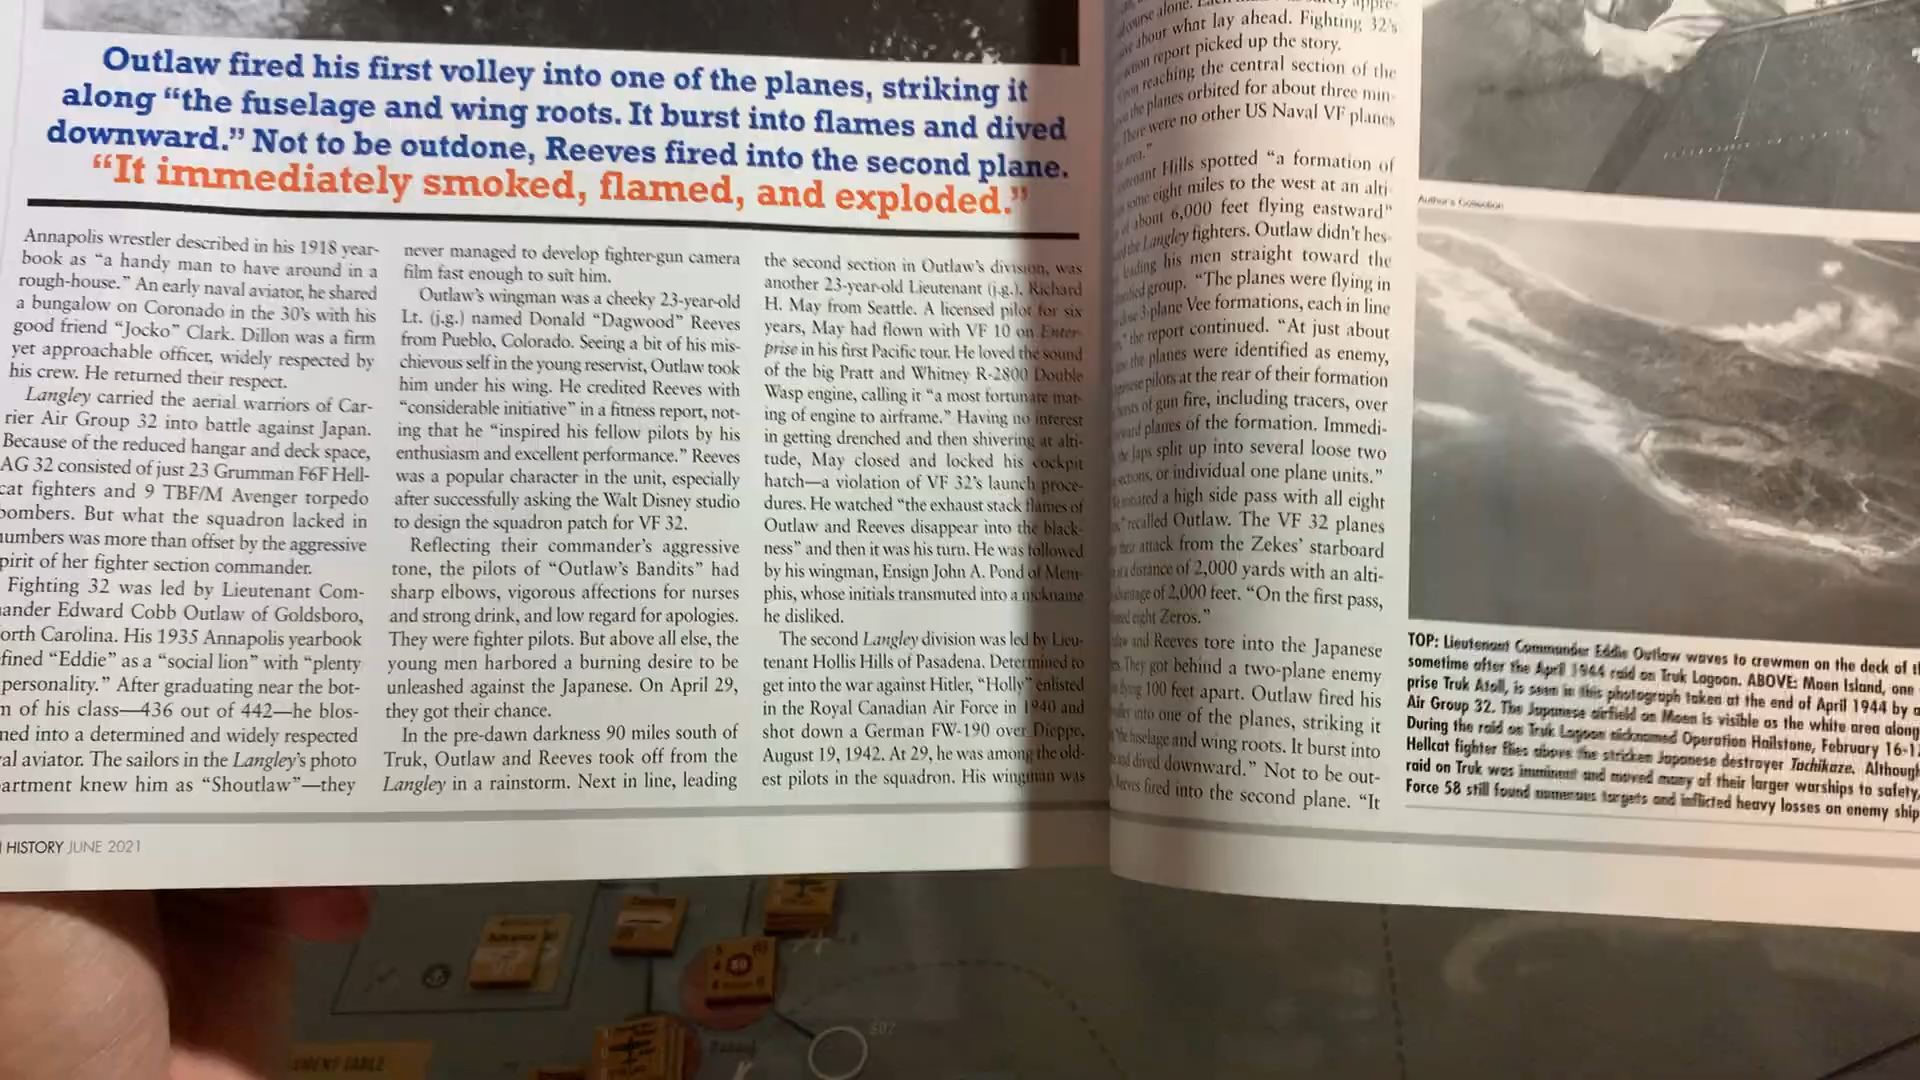 Outlaw fired his first volley into one of the planes, striking it
along “the fuselage and wing roots. It burst into flames and dived
downward.” Not to be outdone, Reeves fired into the second plane.
“It immediately smoked, flamed, and exploded.”
Annapolis wrestler described in his 1918 year-
book as “a handy man to have around in a
rough-house.” An early naval aviator, he shared
a bungalow on Coronado in the 30’s with his
good friend “Jocko” Clark. Dillon was a firm
yet approachable officer, widely respected by
his crew. He returned their respect.
Langley carried the aerial warriors of Car-
rier Air Group 32 into battle against Japan.
Because of the reduced hangar and deck space,
AG 32 consisted of just 23 Grumman F6F Hell-
cat fighters and 9 TBF/M Avenger torpedo
bombers. But what the squadron lacked in
numbers was more than offset by the aggressive
pirit of her fighter section commander.
Fighting 32 was led by Lieutenant Com-
ander Edward Cobb Outlaw of Goldsboro,
orth Carolina. His 1935 Annapolis yearbook
fined “Eddie” as a “social lion” with “plenty
personality.” After graduating near the bot-
m of his class—436 out of 442—he blos-
ned into a determined and widely respected
al aviator. The sailors in the Langley’s photo
artment knew him as “Shoutlaw”—they
never managed to develop fighter-gun camera
film fast enough to suit him.
Outlaw’s wingman was a cheeky 23-year-old
Lt. (j.g.) named Donald “Dagwood” Reeves
from Pueblo, Colorado. Seeing a bit of his mis-
chievous self in the young reservist, Outlaw took
him under his wing. He credited Reeves with
“considerable initiative” in a fitness report, not-
ing that he “inspired his fellow pilots by his
enthusiasm and excellent performance.” Reeves
was a popular character in the unit, especially
after successfully asking the Walt Disney studio
to design the squadron patch for VF 32.
Reflecting their commander’s aggressive
tone, the pilots of “Outlaw’s Bandits” had
sharp elbows, vigorous affections for nurses
and strong drink, and low regard for apologies.
They were fighter pilots. But above all else, the
young men harbored a burning desire to be
unleashed against the Japanese. On April 29,
they got their chance.
In the pre-dawn darkness 90 miles south of
Truk, Outlaw and Reeves took off from the
Langley in a rainstorm. Next in line, leading
the second section in Outlaw’s division, was
another 23-year-old Lieutenant (j.g.), Richard
H. May from Seattle. A licensed pilot for six
years, May had flown with VF 10 on Enter-
prise in his first Pacific tour. He loved the sound
of the big Pratt and Whitney R-2800 Double
Wasp engine, calling it “a most fortunate mat-
ing of engine to airframe.” Having no interest
in getting drenched and then shivering at alti-
tude, May closed and locked his cockpit
hatch—a violation of VF 32’s launch proce-
dures. He watched “the exhaust stack flames of
Outlaw and Reeves disappear into the black-
ness” and then it was his turn. He was followed
by his wingman, Ensign John A. Pond of Mem-
phis, whose initials transmuted into a nickname
he disliked.
The second Langley division was led by Lieu-
tenant Hollis Hills of Pasadena. Determined to
get into the war against Hitler, “Holly” enlisted
in the Royal Canadian Air Force in 1940 and
shot down a German FW-190 over Dieppe,
August 19, 1942. At 29, he was among the old-
est pilots in the squadron. His wingman was
HISTORY JUNE 2021
course alone.
about what lay ahead. Fighting 32’s
report picked up the story.
reaching the central section of the
the planes orbited for about three min-
There were no other US Naval VF planes
area.”
Hills spotted “a formation of
some eight miles to the west at an alti-
of about 6,000 feet flying eastward”
the Langley fighters. Outlaw didn’t hes-
leading his men straight toward the
group. “The planes were flying in
close 3-plane Vee formations, each in line
the report continued. “At just about
the planes were identified as enemy,
pilots at the rear of their formation
of gun fire, including tracers, over
planes of the formation. Immedi-
the Japs split up into several loose two
or individual one plane units.”
a high side pass with all eight
recalled Outlaw. The VF 32 planes
their attack from the Zekes’ starboard
at a distance of 2,000 yards with an alti-
of 2,000 feet. “On the first pass,
eight Zeros.”
and Reeves tore into the Japanese
They got behind a two-plane enemy
100 feet apart. Outlaw fired his
into one of the planes, striking it
fuselage and wing roots. It burst into
and dived downward.” Not to be out-
Reeves fired into the second plane. “It
Author’s Collection
TOP: Lieutenant Commander Eddie Outlaw waves to crewmen on the deck of
sometime after the April 1944 raid on Truk Lagoon. ABOVE: Moen Island, one
prise Truk Atoll, is seen in this photograph taken at the end of April 1944 by
Air Group 32. The Japanese airfield on Moen is visible as the white area along
During the raid on Truk Lagoon nicknamed Operation Hailstone, February 16-1
Hellcat fighter flies above the stricken Japanese destroyer Tachikaze. Although
raid on Truk was imminent and moved many of their larger warships to safety,
Force 58 still found numerous targets and inflicted heavy losses on enemy ship
Advance
502